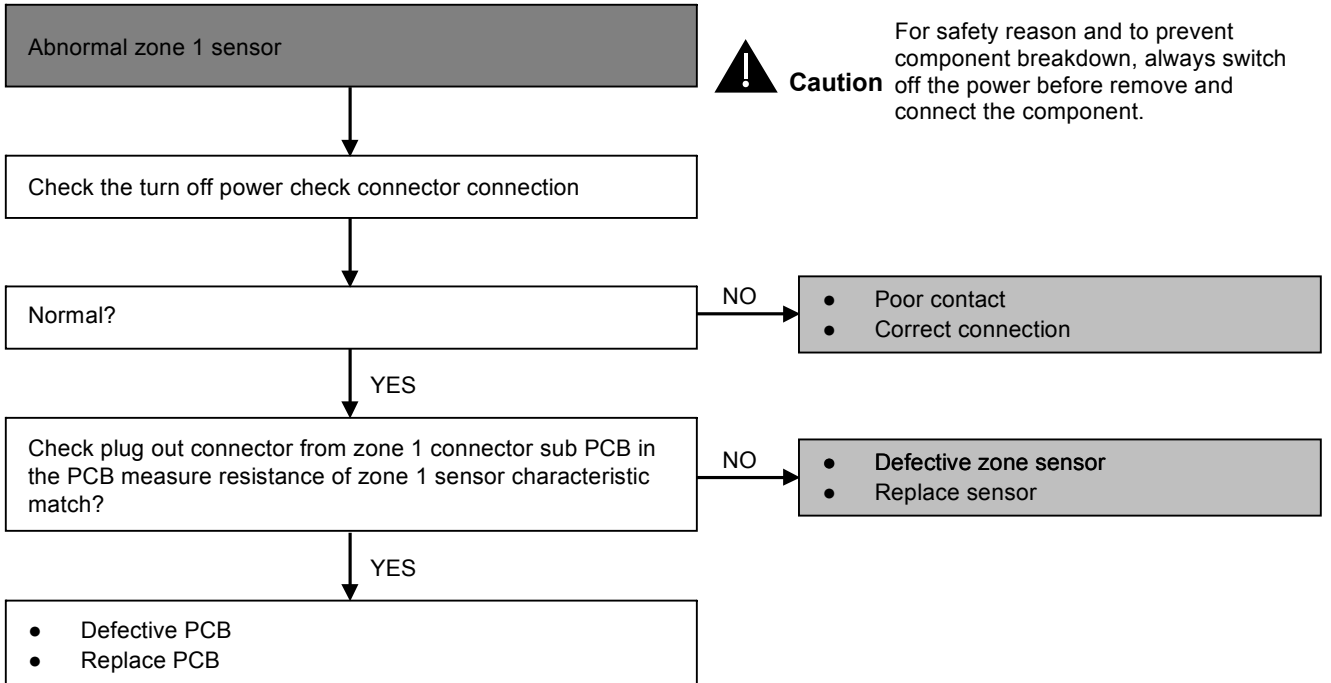 Abnormal zone 1 sensor
Caution
For safety reason and to prevent
component breakdown, always switch
off the power before remove and
connect the component.
Check the turn off power check connector connection
Normal?
NO
● Poor contact
● Correct connection
YES
Check plug out connector from zone 1 connector sub PCB in
the PCB measure resistance of zone 1 sensor characteristic
match?
NO
● Defective zone sensor
● Replace sensor
YES
● Defective PCB
● Replace PCB